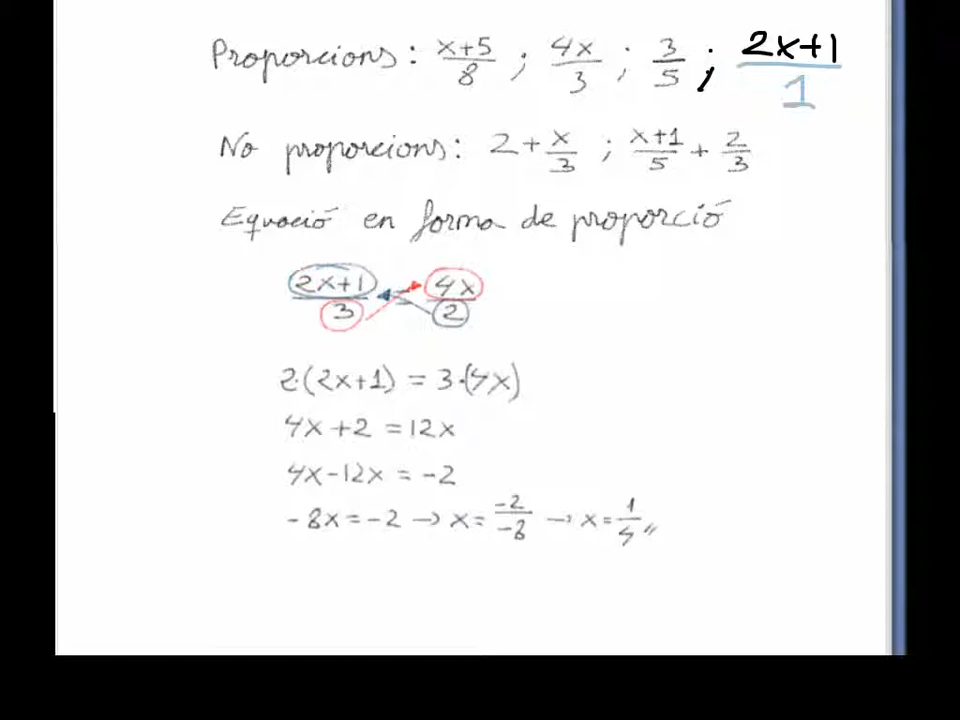 Proporcions: x+5/8 ; 4x/3 ; 3/5 ; 2x+1/1
No proporcions: 2+x/3 ; x+1/5 + 2/3
Equació en forma de proporció
2x+1/3 4x/2
2·(2x+1) = 3·(4x)
4x+2 = 12x
4x-12x = -2
-8x = -2 → x = -2/-8 → x = 1/4 "